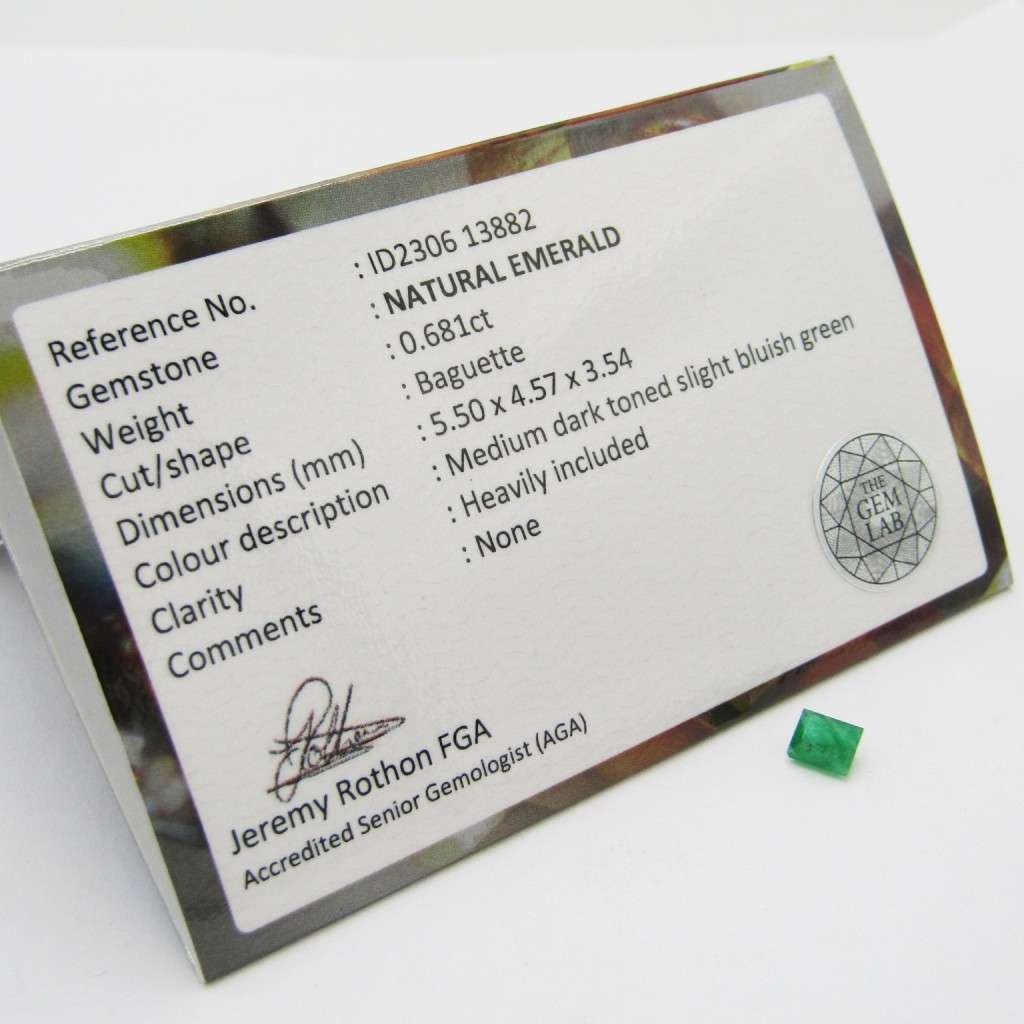 Reference No. : ID2306 13882
Gemstone : NATURAL EMERALD
Weight : 0.681ct
Cut/shape : Baguette
Dimensions (mm) : 5.50 x 4.57 x 3.54
Colour description : Medium dark toned slight bluish green
Clarity : Heavily included
Comments : None
THE
GEM
LAB
Jeremy Rothon FGA
Accredited Senior Gemologist (AGA)